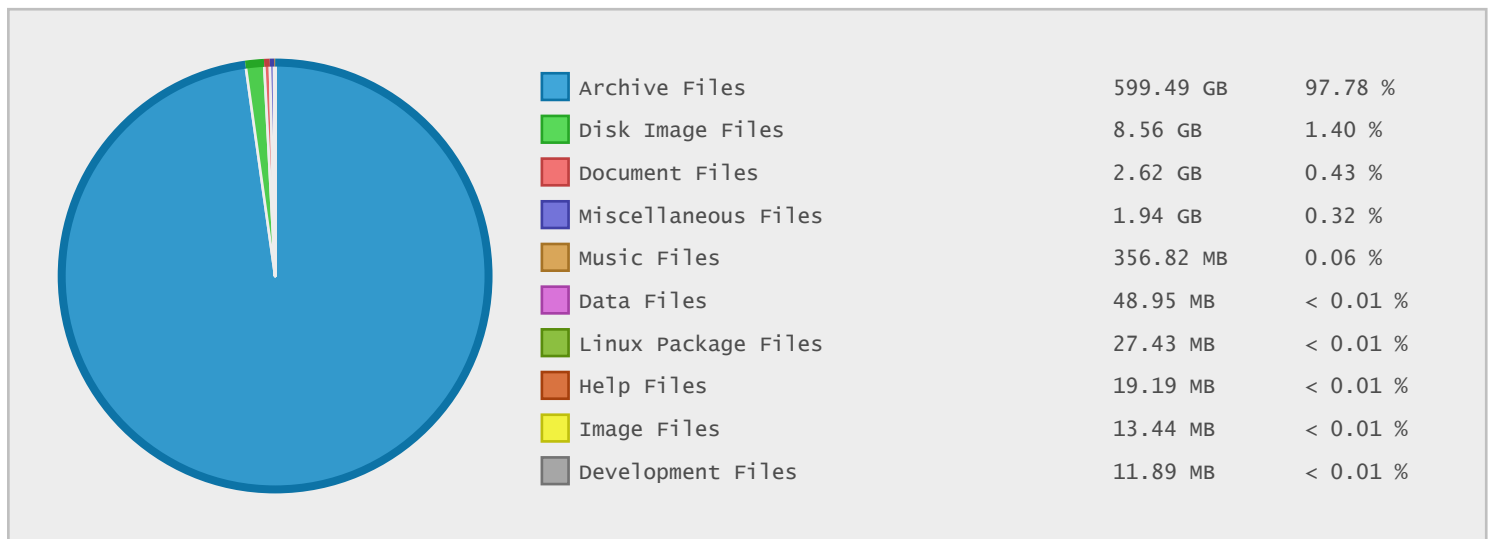 Archive Files 599.49 GB 97.78 %
Disk Image Files 8.56 GB 1.40 %
Document Files 2.62 GB 0.43 %
Miscellaneous Files 1.94 GB 0.32 %
Music Files 356.82 MB 0.06 %
Data Files 48.95 MB < 0.01 %
Linux Package Files 27.43 MB < 0.01 %
Help Files 19.19 MB < 0.01 %
Image Files 13.44 MB < 0.01 %
Development Files 11.89 MB < 0.01 %